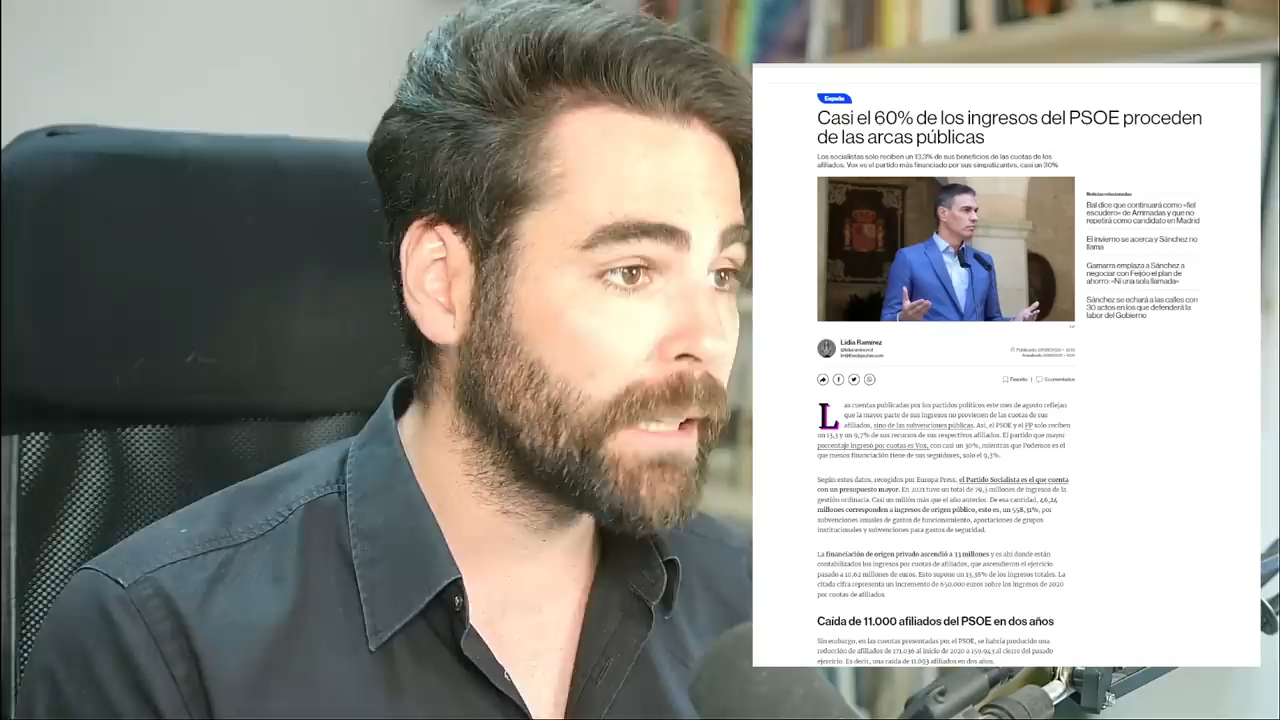 España
Casi el 60% de los ingresos del PSOE proceden
de las arcas públicas
Los socialistas solo reciben un 13,3% de sus beneficios de las cuotas de los
afiliados. Vox es el partido más financiado por sus simpatizantes, casi un 30%
Noticias relacionadas
Bal dice que continuará como «fiel
escudero» de Arrimadas y que no
repetirá como candidato en Madrid
El invierno se acerca y Sánchez no
llama
Gamarra emplaza a Sánchez a
negociar con Feijóo el plan de
ahorro: «Ni una sola llamada»
Sánchez se echará a las calles con
30 actos en los que defenderá la
labor del Gobierno
Lidia Ramírez
Las cuentas publicadas por los partidos políticos este mes de agosto reflejan
que la mayor parte de sus ingresos no provienen de las cuotas de sus
afiliados, sino de las subvenciones públicas. Así, el PSOE y el PP solo reciben
un 13,3 y un 9,7% de sus recursos de sus respectivos afiliados. El partido que mayor
porcentaje ingresó por cuotas es Vox, con casi un 30%, mientras que Podemos es el
que menos financiación tiene de sus seguidores, solo el 9,3%.
Según estos datos, recogidos por Europa Press, el Partido Socialista es el que cuenta
con un presupuesto mayor. En 2021 tuvo un total de 79,3 millones de ingresos de la
gestión ordinaria. Casi un millón más que el año anterior. De esa cantidad, 46,24
millones corresponden a ingresos de origen público, esto es, un 558,31%, por
subvenciones anuales de gastos de funcionamiento, aportaciones de grupos
institucionales y subvenciones para gastos de seguridad.
La financiación de origen privado ascendió a 33 millones y es ahí donde están
contabilizados los ingresos por cuotas de afiliados, que ascendieron el ejercicio
pasado a 10,62 millones de euros. Esto supone un 13,38% de los ingresos totales. La
citada cifra representa un incremento de 650.000 euros sobre los ingresos de 2020
por cuotas de afiliados.
Caída de 11.000 afiliados del PSOE en dos años
Sin embargo, en las cuentas presentadas por el PSOE, se habría producido una
reducción de afiliados de 171.036 al inicio de 2020 a 159.943 al cierre del pasado
ejercicio. Es decir, una caída de 11.093 afiliados en dos años.